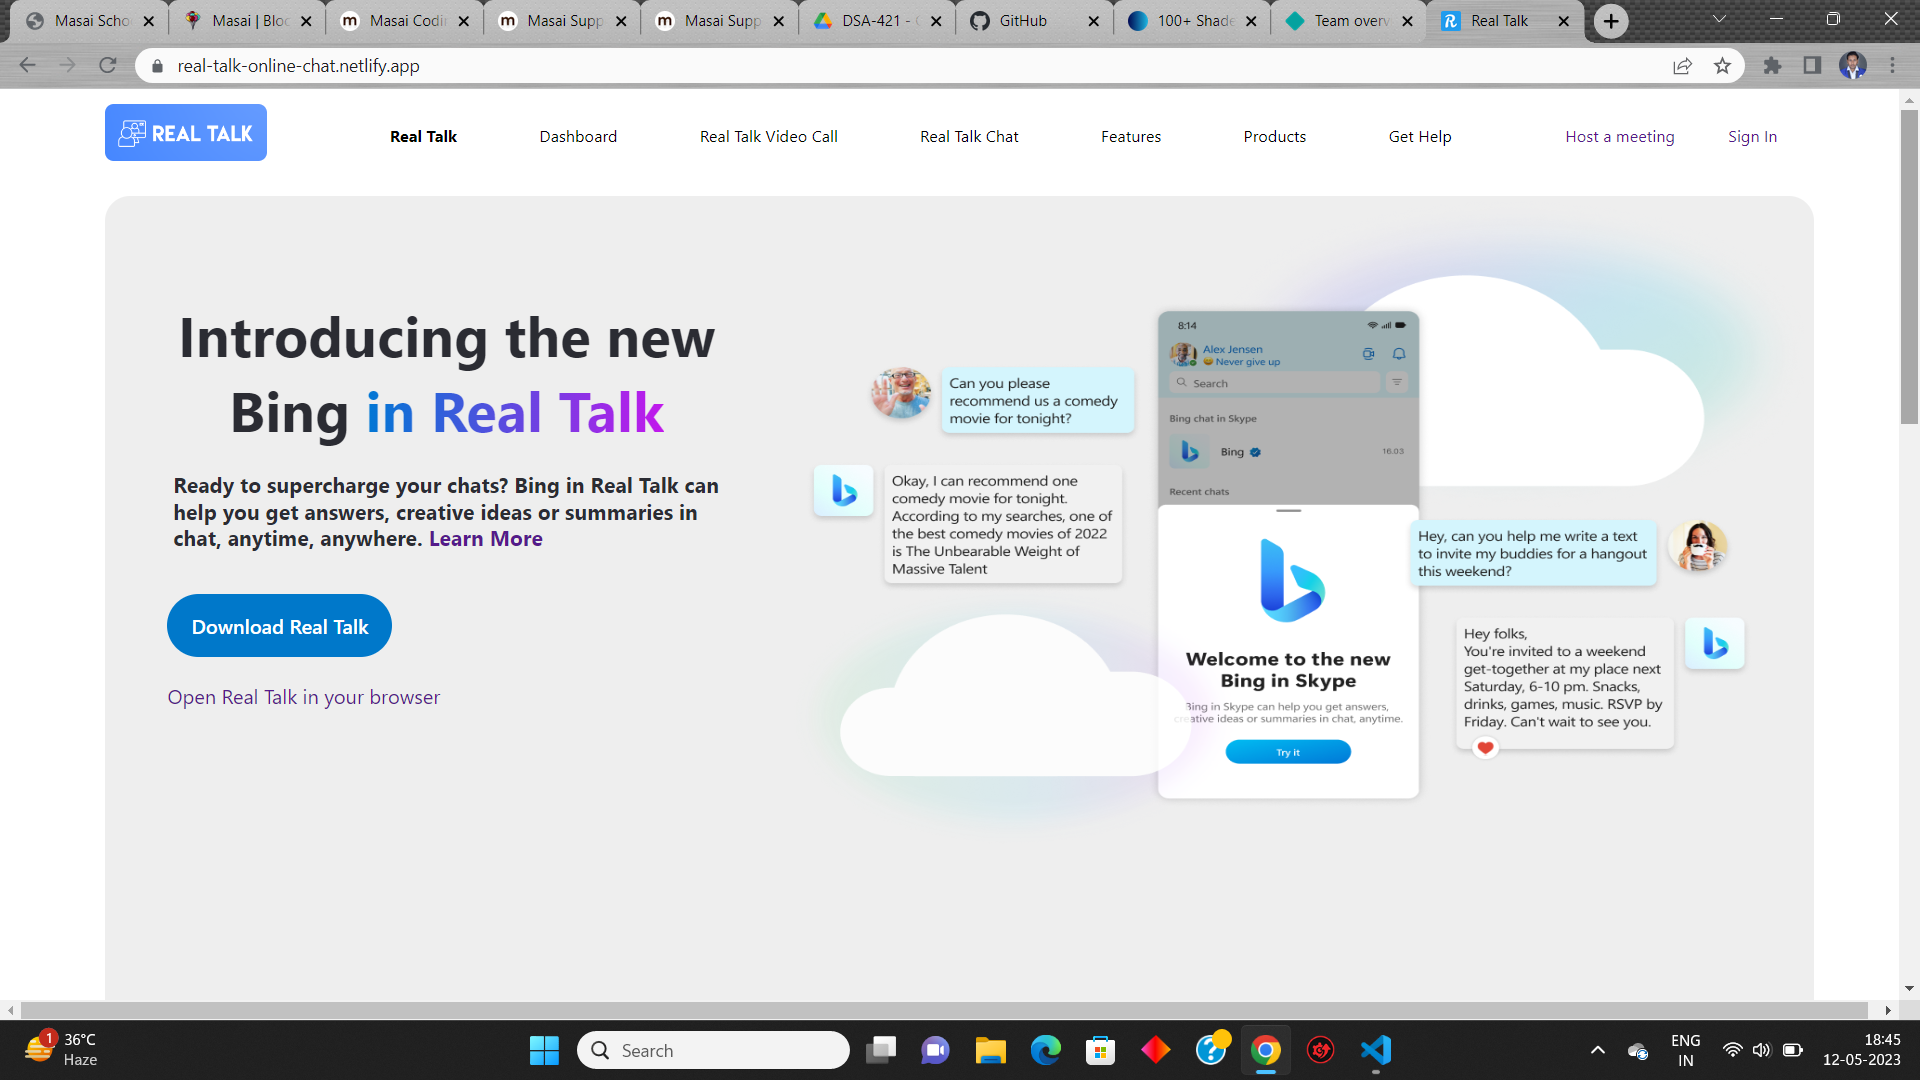 Masai Scho
Masai | Bloc
Masai Codin
Masai Supp
Masai Supp
DSA-421 - C
GitHub
100+ Shade
Team overv
Real Talk
real-talk-online-chat.netlify.app
REAL TALK
Real Talk
Dashboard
Real Talk Video Call
Real Talk Chat
Features
Products
Get Help
Host a meeting
Sign In
Introducing the new
Bing in Real Talk
Ready to supercharge your chats? Bing in Real Talk can
help you get answers, creative ideas or summaries in
chat, anytime, anywhere. Learn More
Download Real Talk
Open Real Talk in your browser
Can you please
recommend us a comedy
movie for tonight?
Okay, I can recommend one
comedy movie for tonight.
According to my searches, one of
the best comedy movies of 2022
is The Unbearable Weight of
Massive Talent
8:14
Alex Jensen
Never give up
Search
Bing chat in Skype
Bing
16.03
Recent chats
Welcome to the new
Bing in Skype
Bing in Skype can help you get answers,
creative ideas or summaries in chat, anytime.
Try it
Hey, can you help me write a text
to invite my buddies for a hangout
this weekend?
Hey folks,
You're invited to a weekend
get-together at my place next
Saturday, 6-10 pm. Snacks,
drinks, games, music. RSVP by
Friday. Can't wait to see you.
1
36°C
Haze
Search
ENG
IN
18:45
12-05-2023